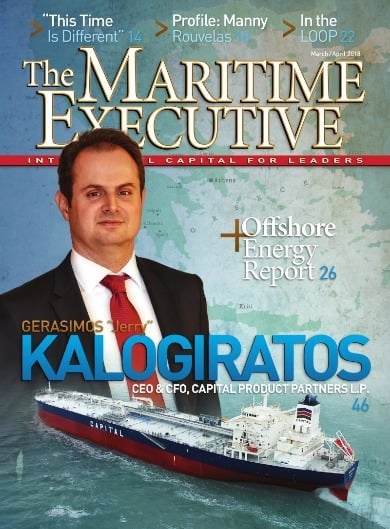 "This Time
Is Different" 14
Profile: Manny
Rouvelas
In the
LOOP 22
March/April 2018
The MARITIME
EXECUTIVE
CAPITAL FOR LEADERS
Athens
+Offshore
Energy
Report 26
GERASIMOS "Jerry"
KALOGIRATOS
CEO & CFO, CAPITAL PRODUCT PARTNERS L.P.
46
CAPITAL